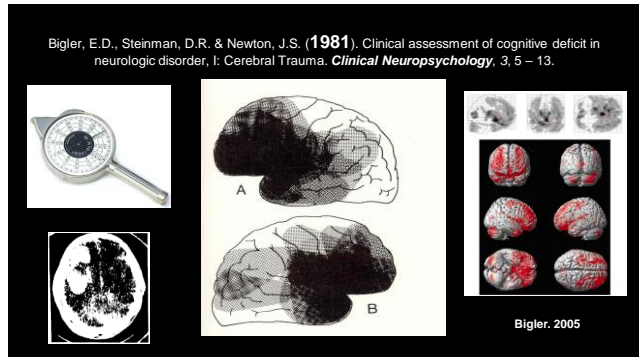 Bigler, E.D., Steinman, D.R. & Newton, J.S. (1981). Clinical assessment of cognitive deficit in
neurologic disorder, I: Cerebral Trauma. Clinical Neuropsychology, 3, 5 – 13.
A
B
Bigler. 2005